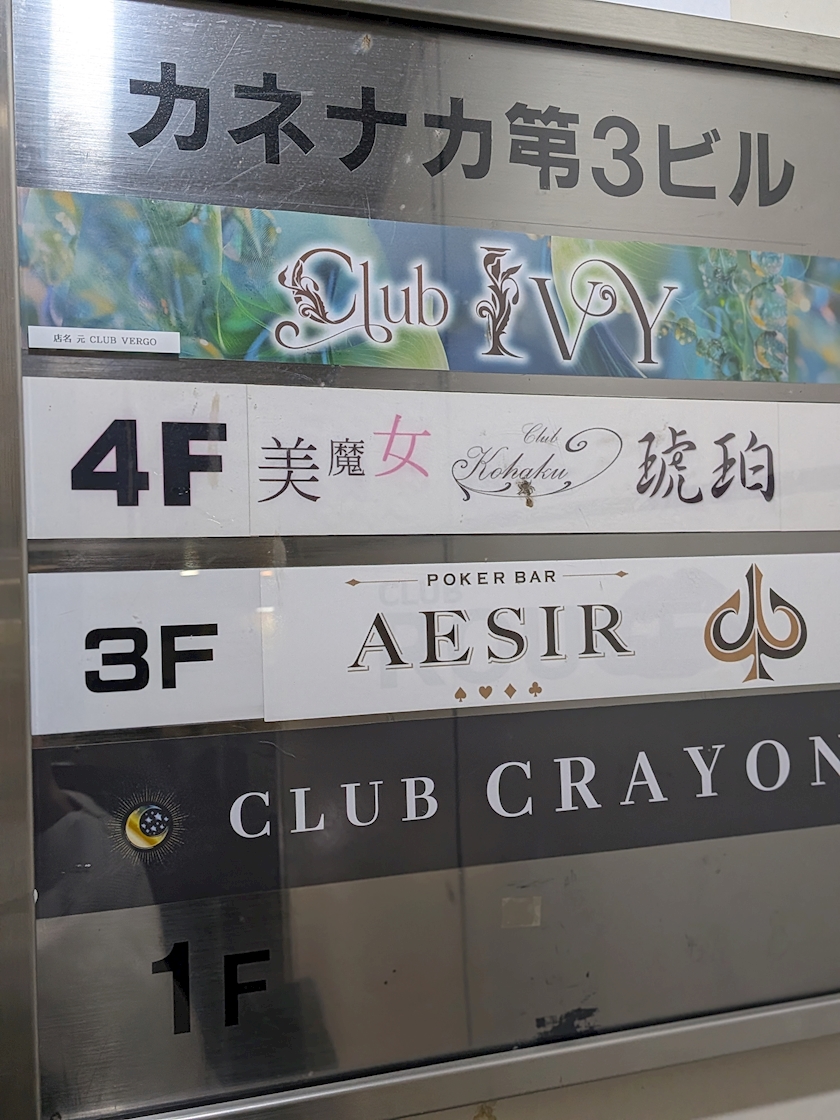 カネナカ第3ビル
Club IVY
店名 元 CLUB VERGO
4F 美魔女 Club Kohaku 琥珀
POKER BAR
3F AESIR
CLUB CRAYON
1F